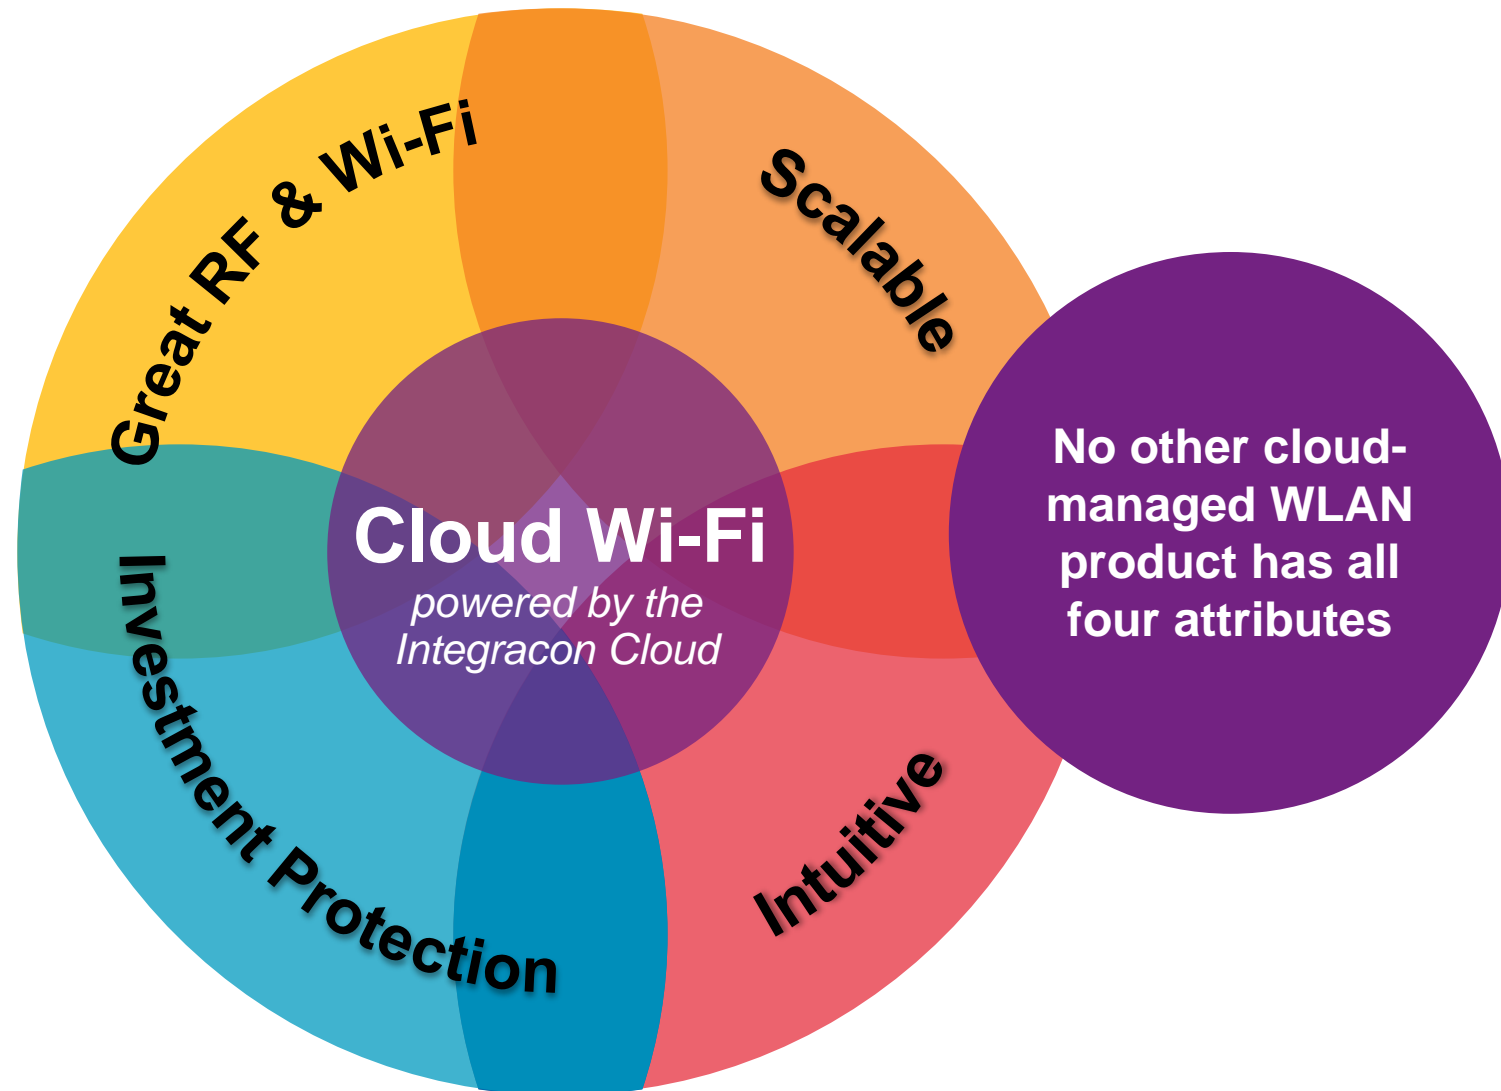 Great RF & Wi-Fi
Scalable
Cloud Wi-Fi
powered by the
Integracon Cloud
No other cloud-
managed WLAN
product has all
four attributes
Investment Protection
Intuitive